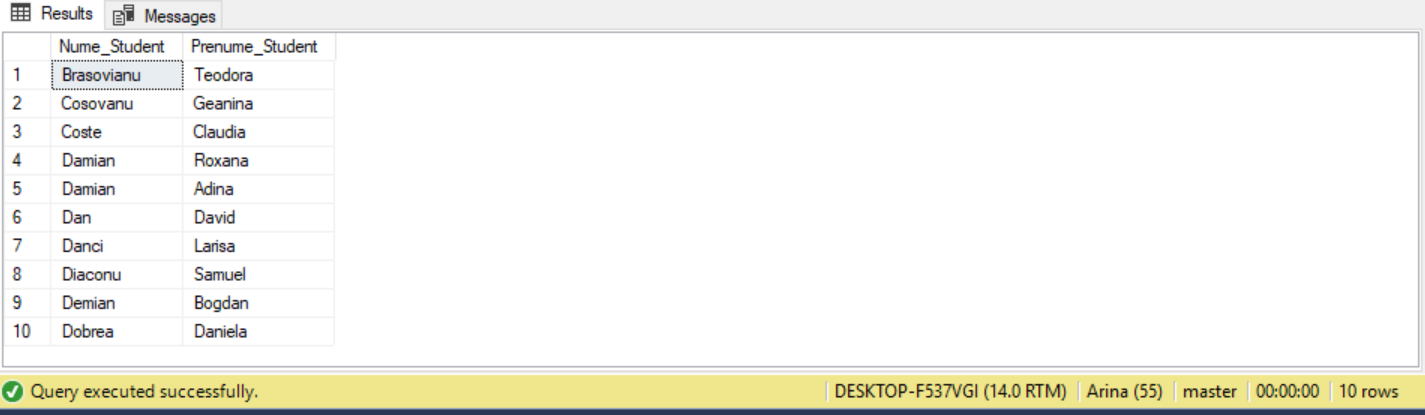 Results Messages
Nume_Student Prenume_Student
1 Brasovianu Teodora
2 Cosovanu Geanina
3 Coste Claudia
4 Damian Roxana
5 Damian Adina
6 Dan David
7 Danci Larisa
8 Diaconu Samuel
9 Demian Bogdan
10 Dobrea Daniela
Query executed successfully. DESKTOP-F537VGI (14.0 RTM) Arina (55) master 00:00:00 10 rows